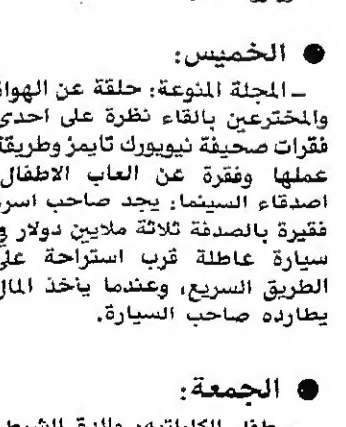 ● الخميس:
ـ المجلة المنوعة: حلقة عن الهواة
والمخترعين بالقاء نظرة على احدى
فقرات صحيفة نيويورك تايمز وطريقة
عملها وفقرة عن العاب الاطفال.
اصدقاء السينما: يجد صاحب اسرة
فقيرة بالصدفة ثلاثة ملايين دولار في
سيارة عاطلة قرب استراحة على
الطريق السريع، وعندما يأخذ المال
يطارده صاحب السيارة.
● الجمعة: